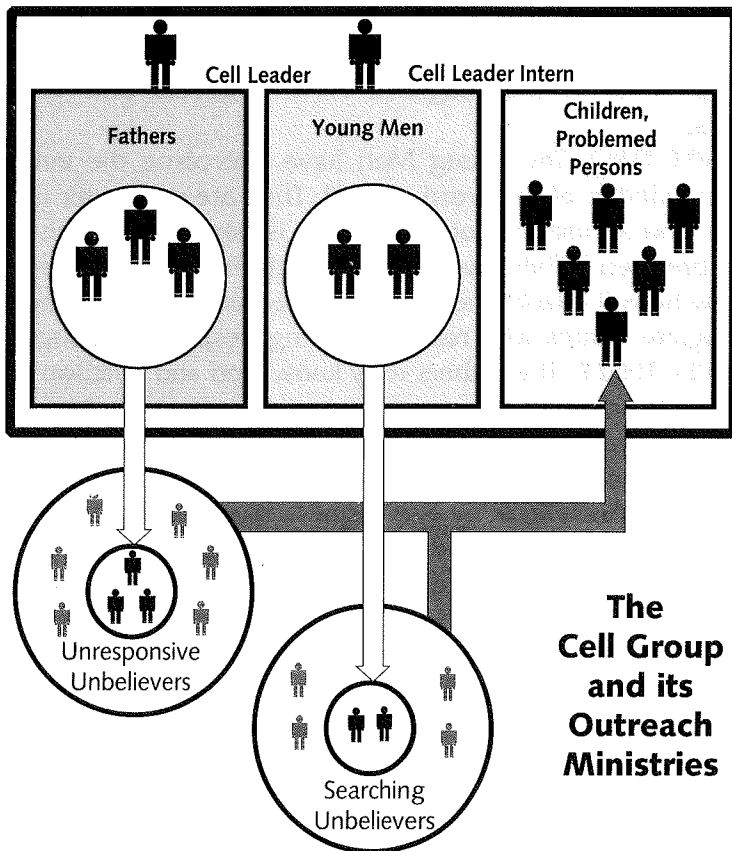 Cell Leader
Cell Leader Intern
Fathers
Young Men
Children,
Problemed
Persons
Unresponsive
Unbelievers
Searching
Unbelievers
The
Cell Group
and its
Outreach
Ministries